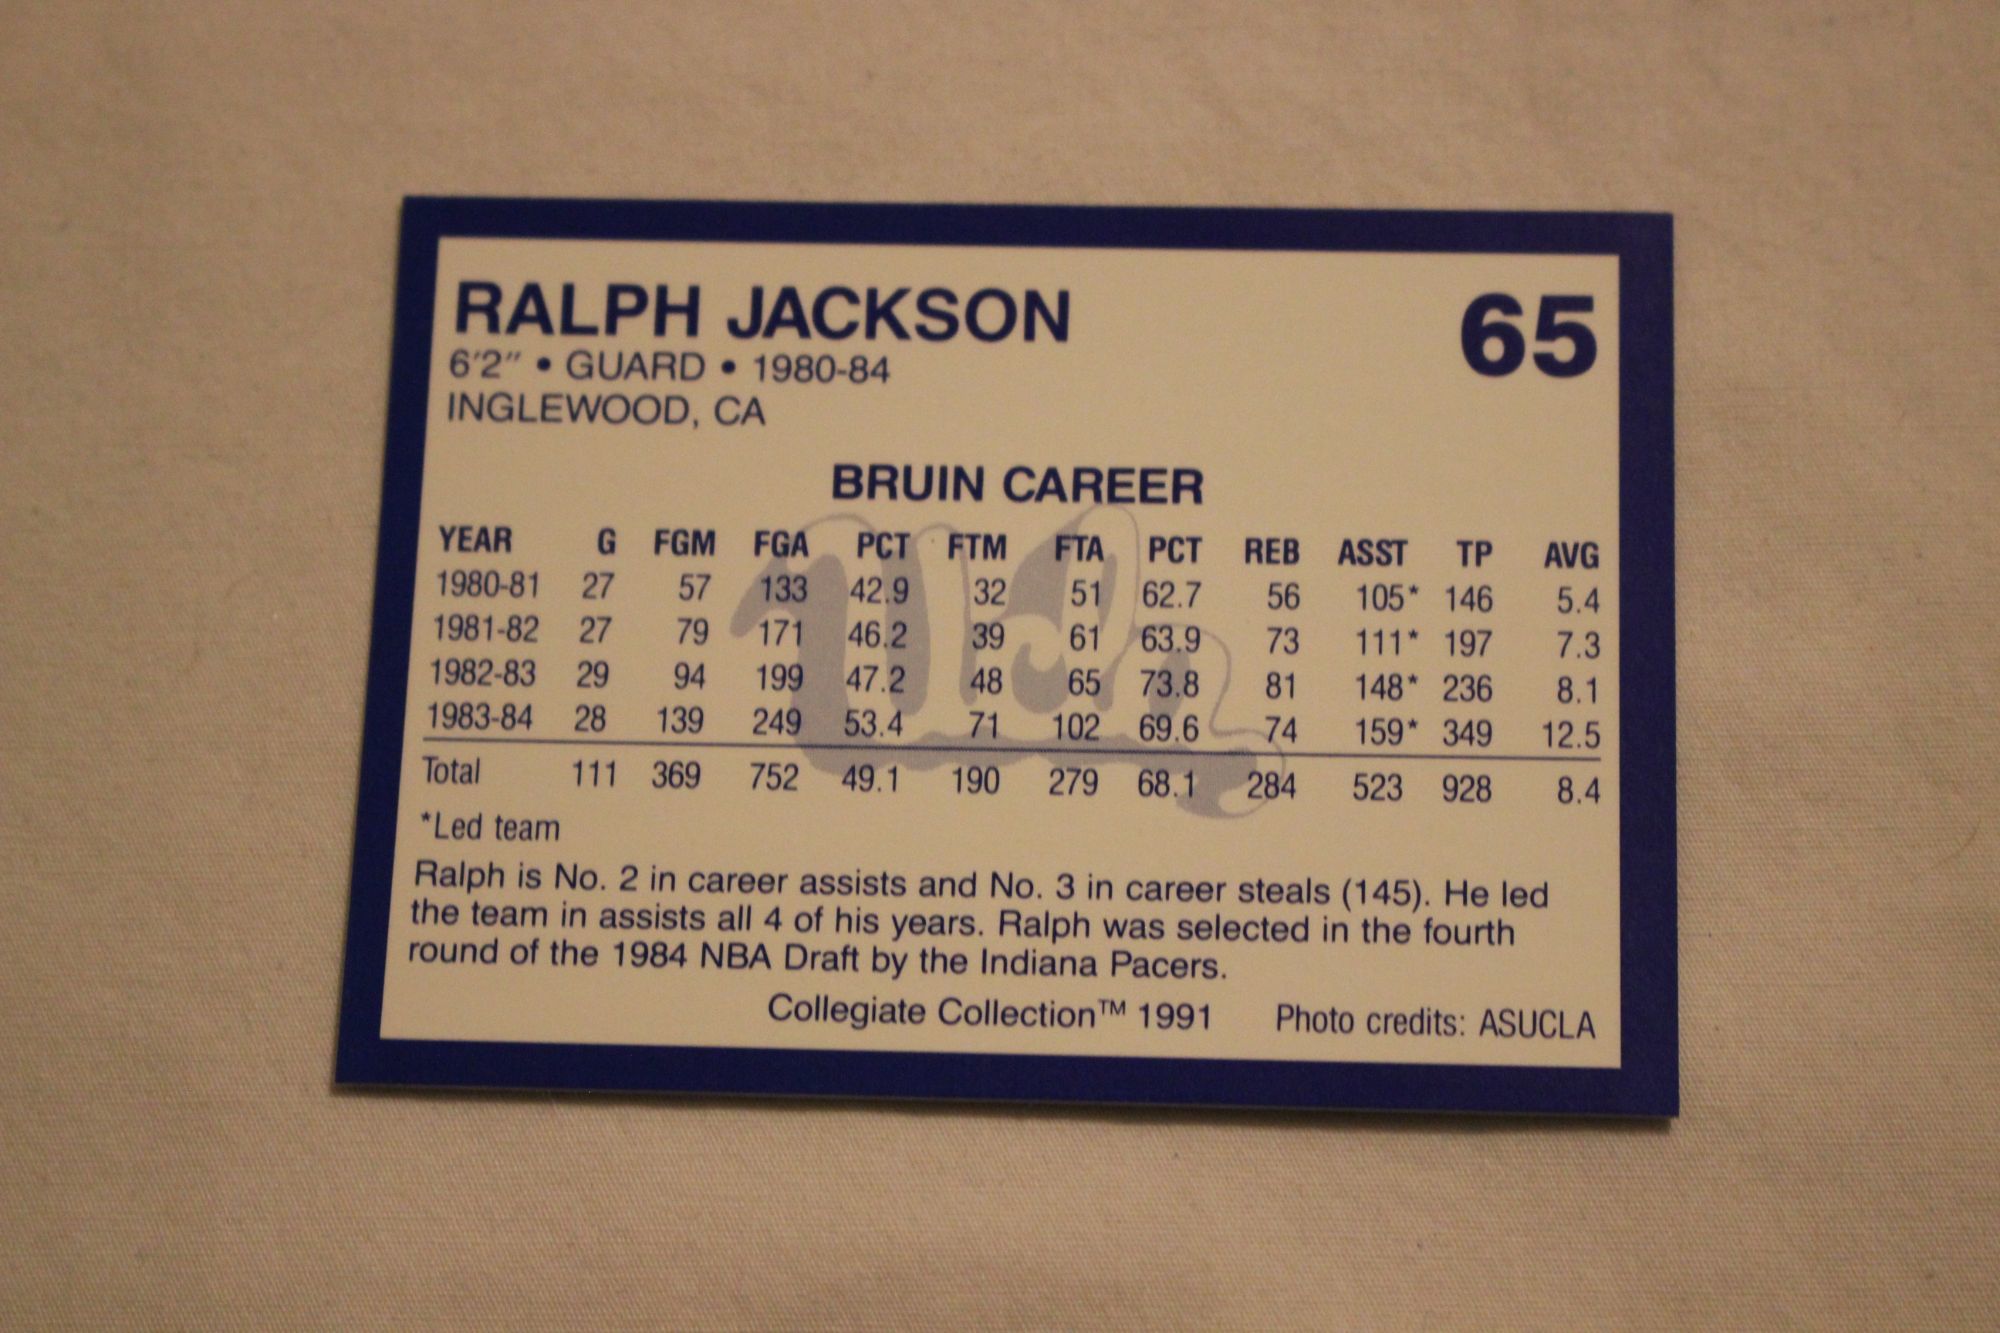 RALPH JACKSON 65
6'2" • GUARD • 1980-84
INGLEWOOD, CA
BRUIN CAREER
YEAR G FGM FGA PCT FTM FTA PCT REB ASST TP AVG
1980-81 27 57 133 42.9 32 51 62.7 56 105* 146 5.4
1981-82 27 79 171 46.2 39 61 63.9 73 111* 197 7.3
1982-83 29 94 199 47.2 48 65 73.8 81 148* 236 8.1
1983-84 28 139 249 53.4 71 102 69.6 74 159* 349 12.5
Total 111 369 752 49.1 190 279 68.1 284 523 928 8.4
*Led team
Ralph is No. 2 in career assists and No. 3 in career steals (145). He led
the team in assists all 4 of his years. Ralph was selected in the fourth
round of the 1984 NBA Draft by the Indiana Pacers.
Collegiate Collection™ 1991 Photo credits: ASUCLA